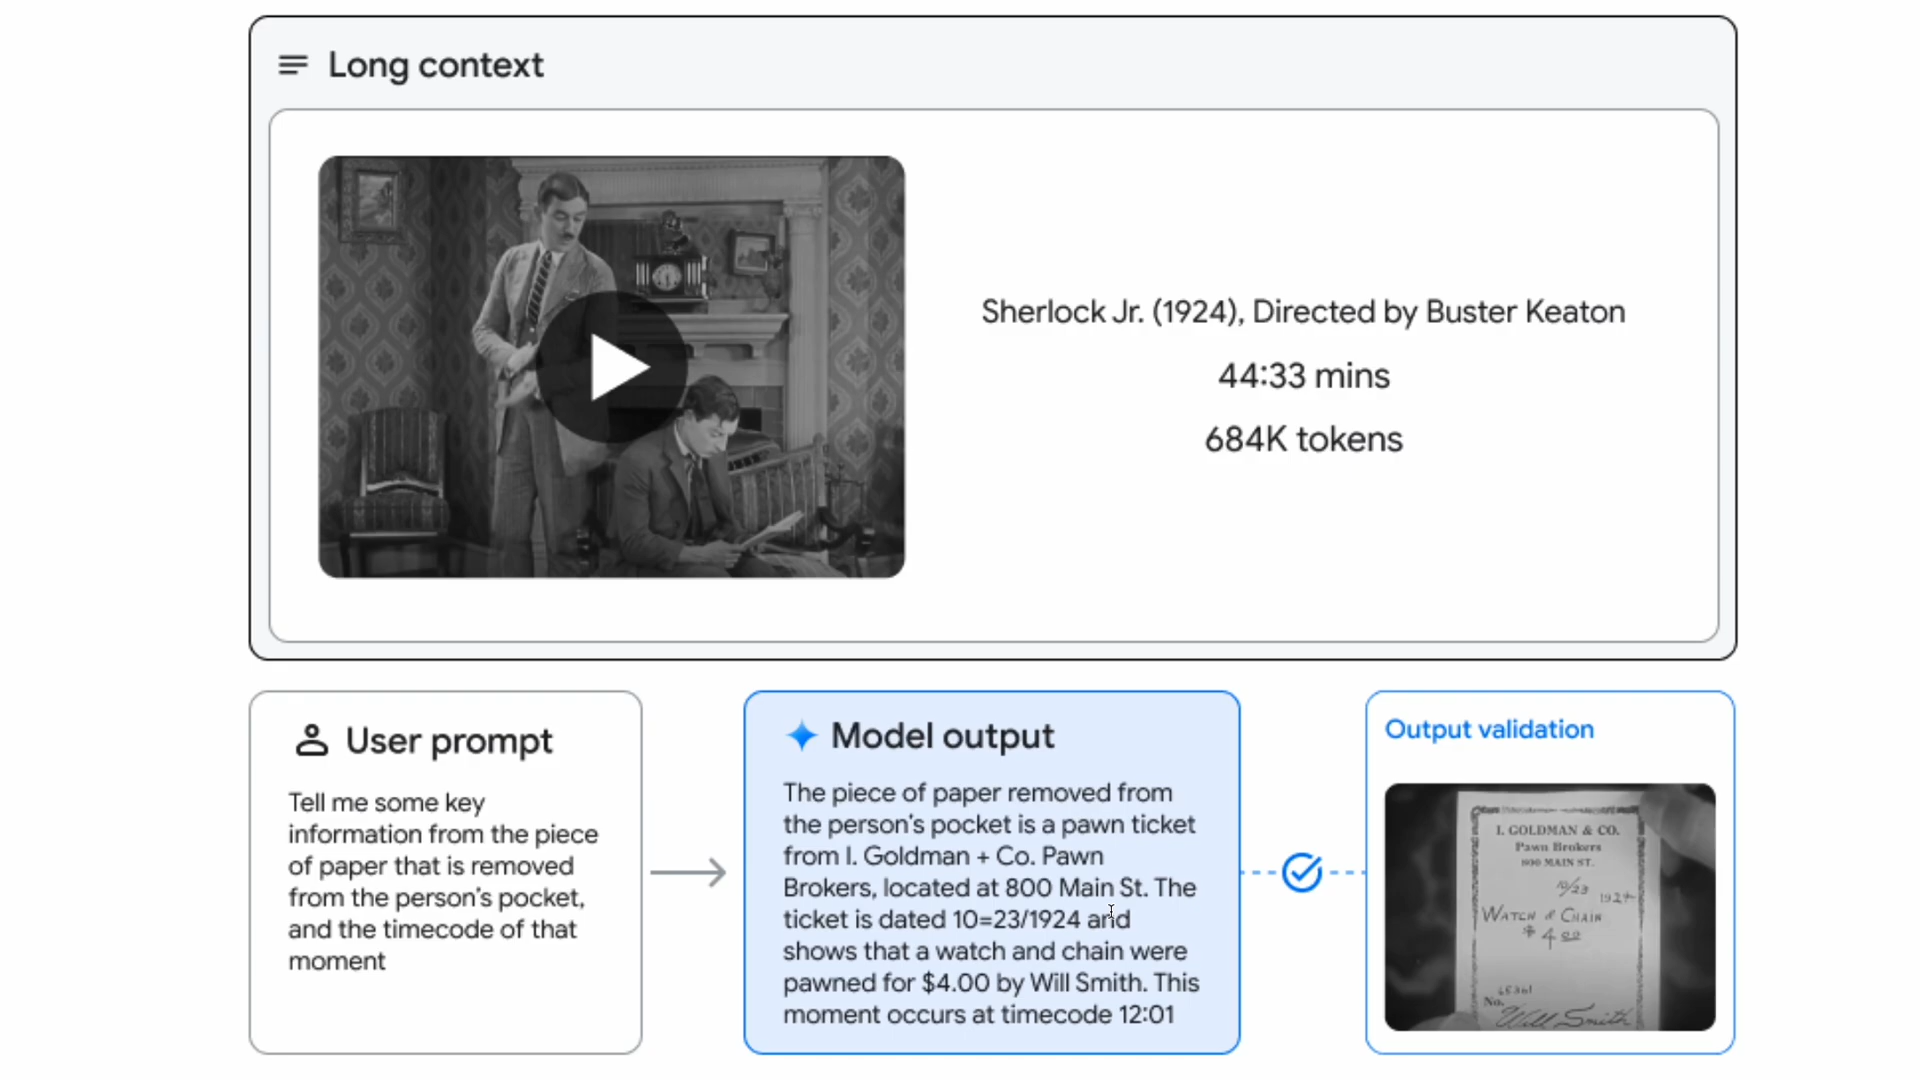 Long context
Sherlock Jr. (1924), Directed by Buster Keaton
44:33 mins
684K tokens
User prompt
Tell me some key
information from the piece
of paper that is removed
from the person's pocket,
and the timecode of that
moment
Model output
The piece of paper removed from
the person's pocket is a pawn ticket
from I. Goldman + Co. Pawn
Brokers, located at 800 Main St. The
ticket is dated 10=23/1924 and
shows that a watch and chain were
pawned for $4.00 by Will Smith. This
moment occurs at timecode 12:01
Output validation
I. GOLDMAN & CO.
Pawn Brokers
800 MAIN ST.
10/23 1924
WATCH & CHAIN
$ 4 00
No.
Will Smith